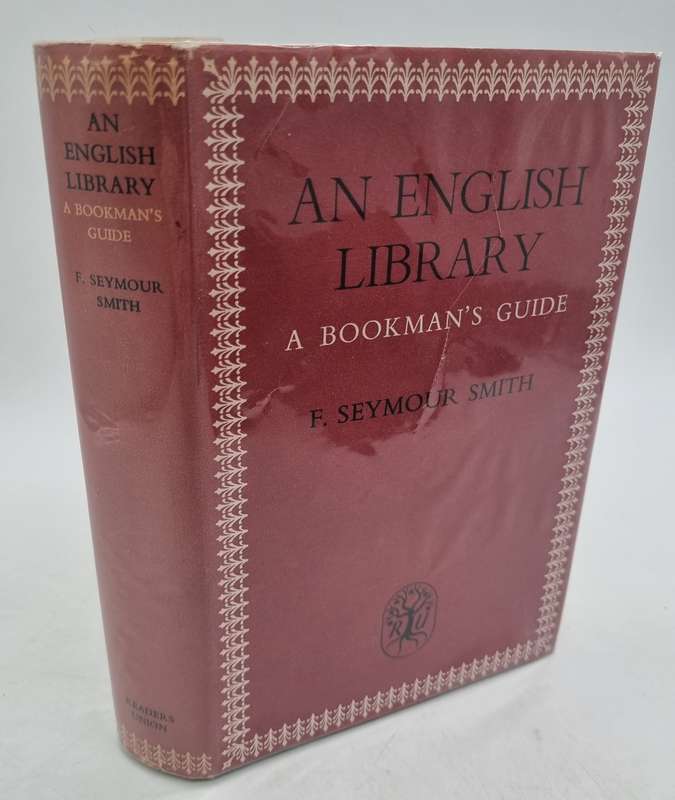 AN
ENGLISH
LIBRARY
A BOOKMAN'S
GUIDE
F. SEYMOUR
SMITH
READERS
UNION
AN ENGLISH
LIBRARY
A BOOKMAN'S GUIDE
F. SEYMOUR SMITH
R U